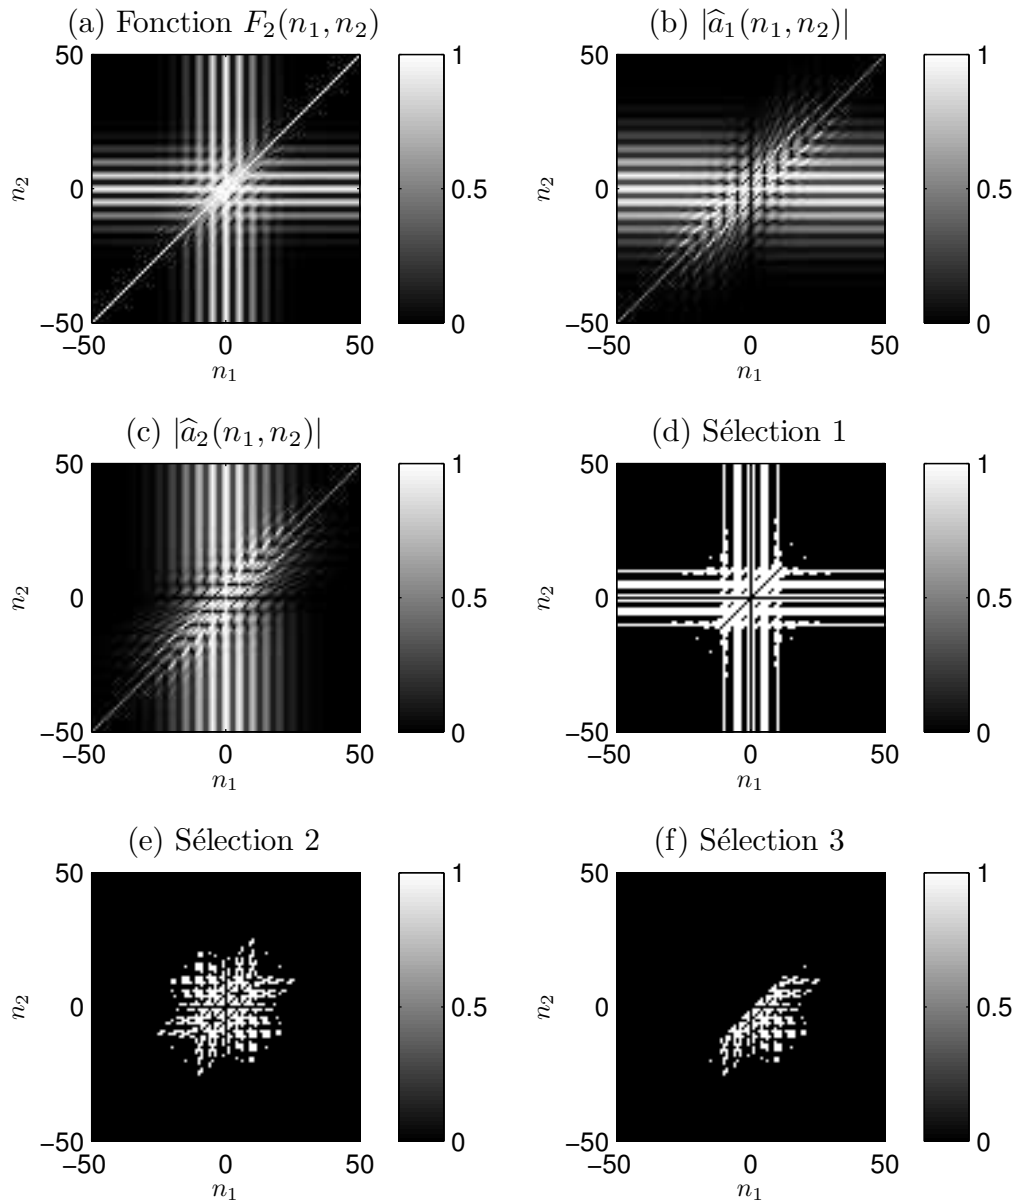 (a) Fonction F₂(n₁, n₂)
50
0
−50
n₂
−50 0 50
n₁
1
0.5
0
(b) |â₁(n₁, n₂)|
50
0
−50
n₂
−50 0 50
n₁
1
0.5
0
(c) |â₂(n₁, n₂)|
50
0
−50
n₂
−50 0 50
n₁
1
0.5
0
(d) Sélection 1
50
0
−50
n₂
−50 0 50
n₁
1
0.5
0
(e) Sélection 2
50
0
−50
n₂
−50 0 50
n₁
1
0.5
0
(f) Sélection 3
50
0
−50
n₂
−50 0 50
n₁
1
0.5
0